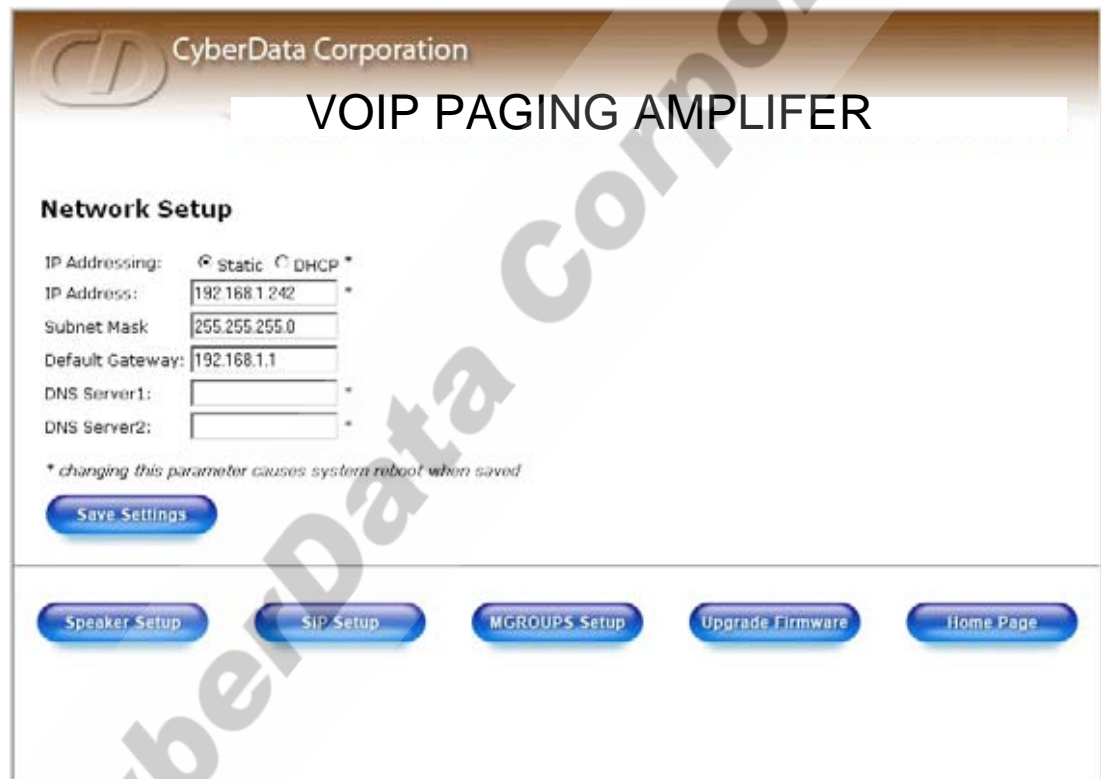 CyberData Corporation
VOIP PAGING AMPLIFER
Network Setup
IP Addressing: Static DHCP *
IP Address: 192.168.1.242 *
Subnet Mask 255.255.255.0
Default Gateway: 192.168.1.1
DNS Server1: *
DNS Server2: *
* changing this parameter causes system reboot when saved
Save Settings
Speaker Setup SIP Setup MGROUPS Setup Upgrade Firmware Home Page
berData Corpo